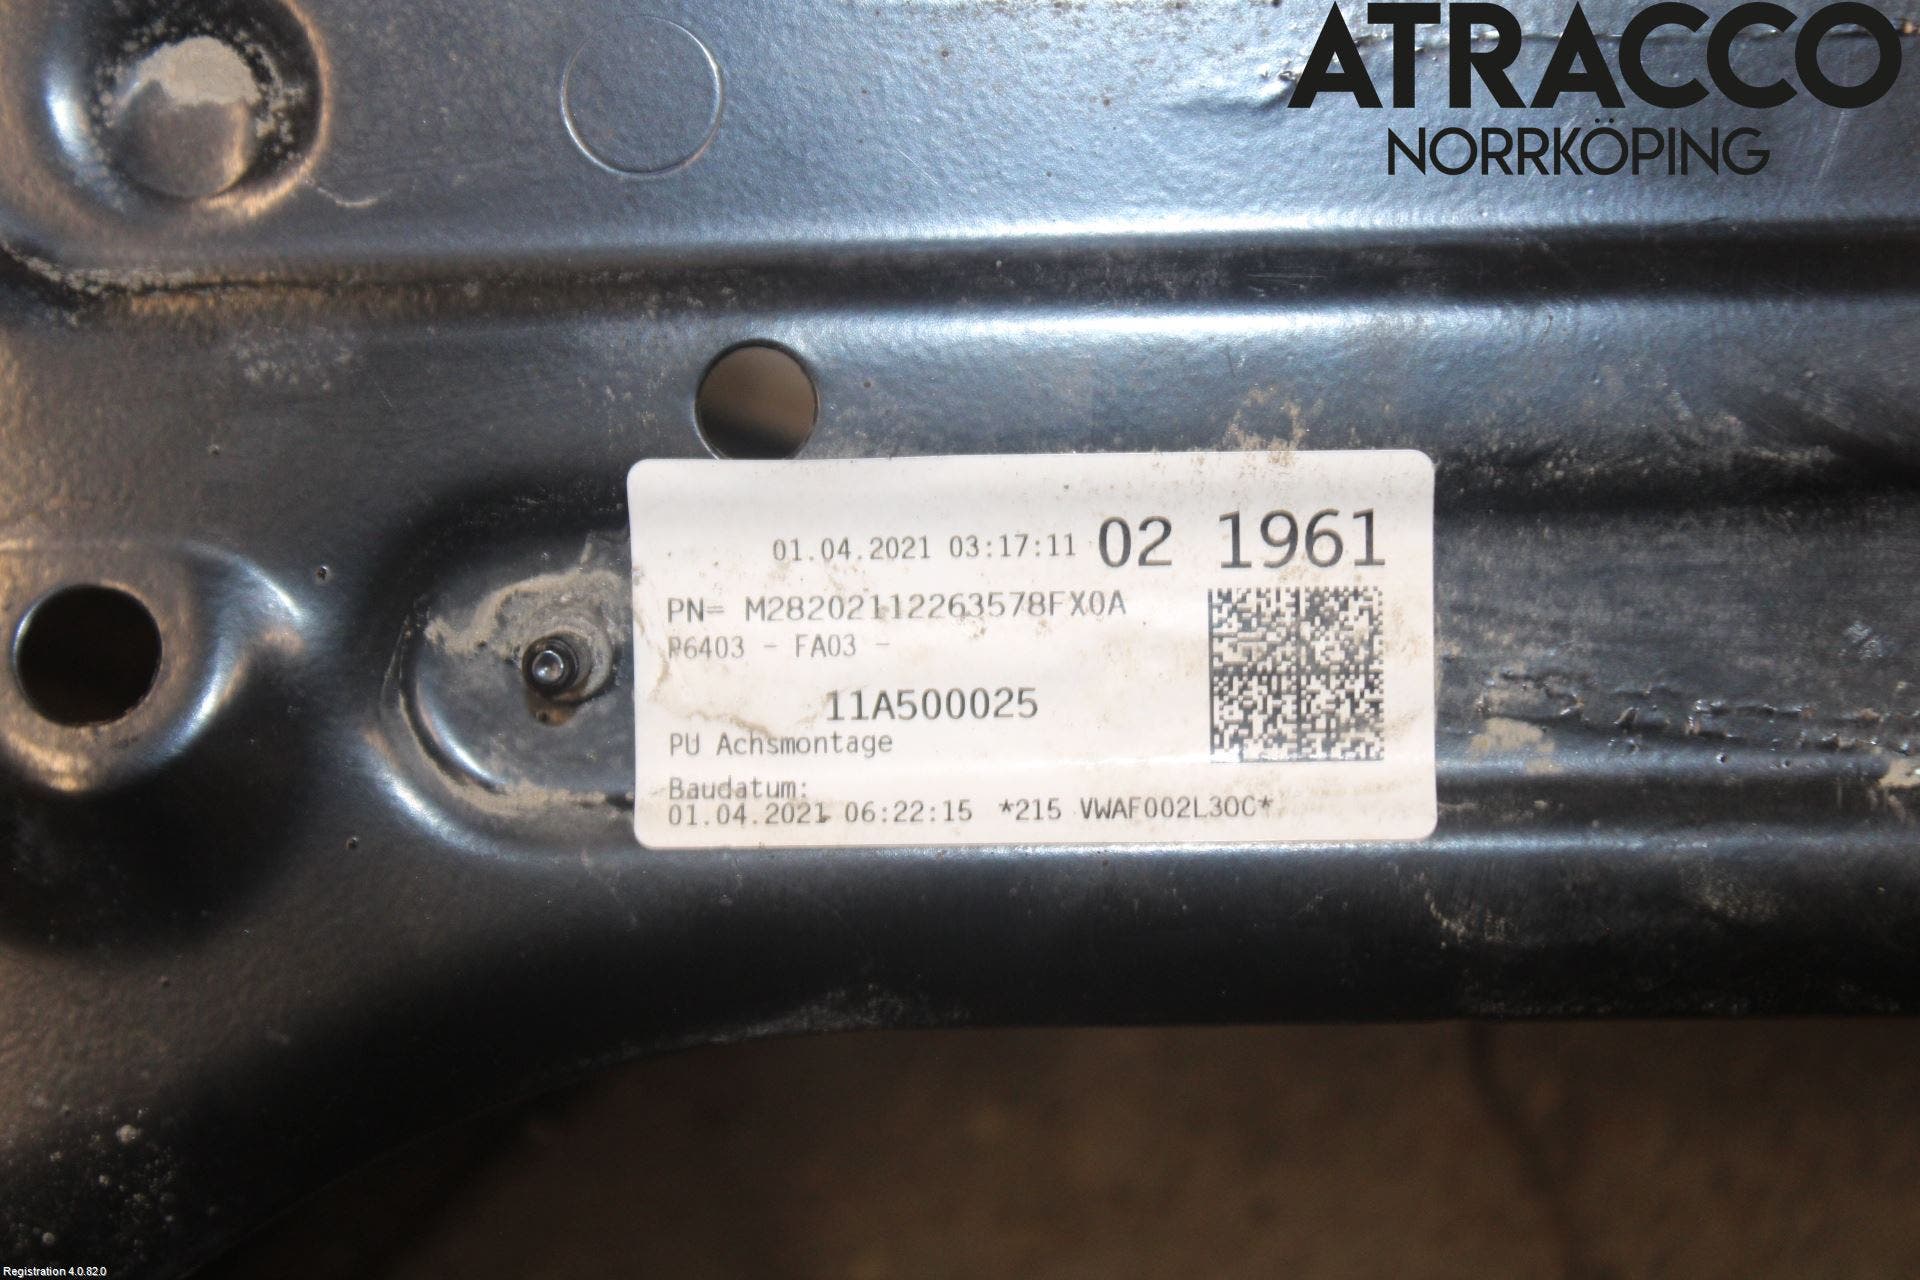 ATRACCO
NORRKÖPING
01.04.2021 03:17:11 02 1961
PN= M28202112263578FX0A
R6403 - FA03 -
11A500025
PU Achsmontage
Baudatum:
01.04.2021 06:22:15 *215 VWAF002L3OC*
Registration 4.0.82.0